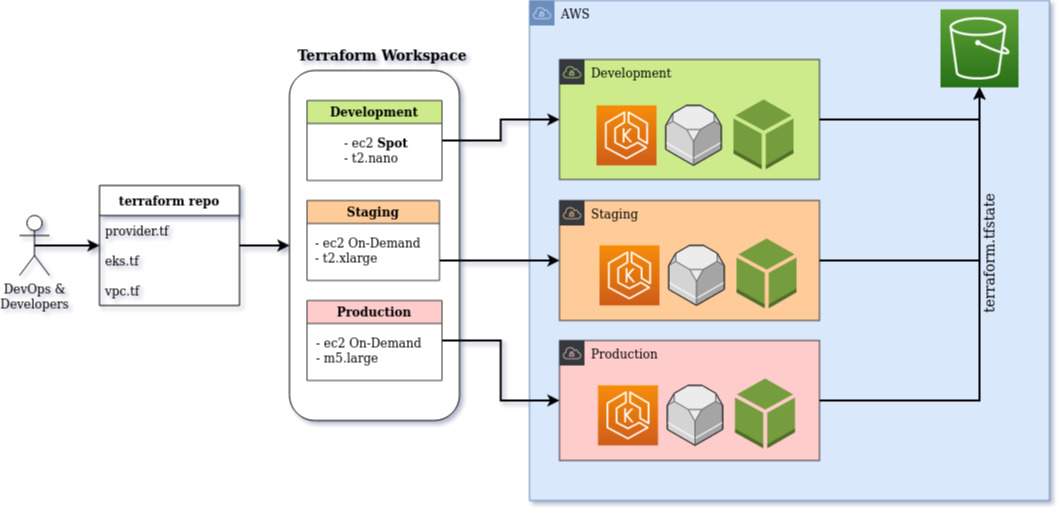 AWS
Terraform Workspace
Development
- ec2 Spot
- t2.nano
Staging
- ec2 On-Demand
- t2.xlarge
Production
- ec2 On-Demand
- m5.large
terraform repo
provider.tf
eks.tf
vpc.tf
DevOps &
Developers
Development
K
Staging
K
Production
K
terraform.tfstate